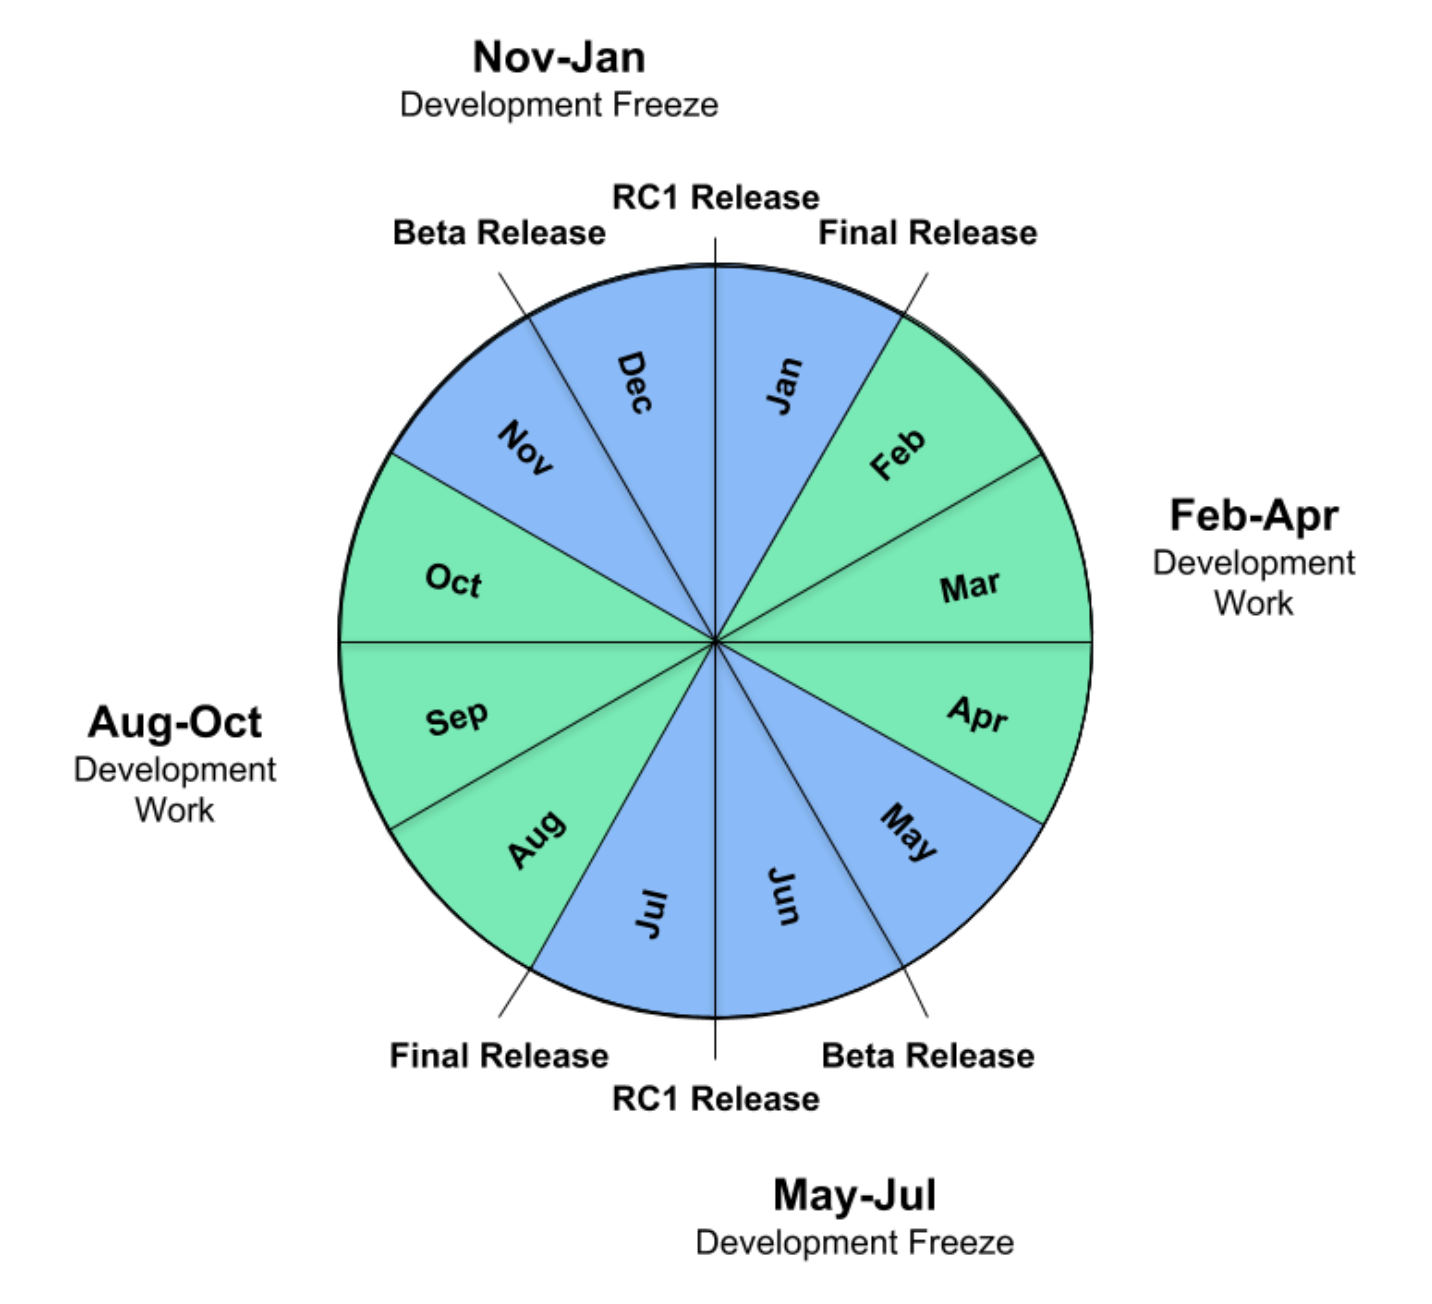 Nov-Jan
Development Freeze
RC1 Release
Beta Release
Final Release
Dec
Jan
Nov
Feb
Oct
Mar
Feb-Apr
Development
Work
Sep
Apr
Aug-Oct
Development
Work
Aug
May
Jul
Jun
Final Release
Beta Release
RC1 Release
May-Jul
Development Freeze